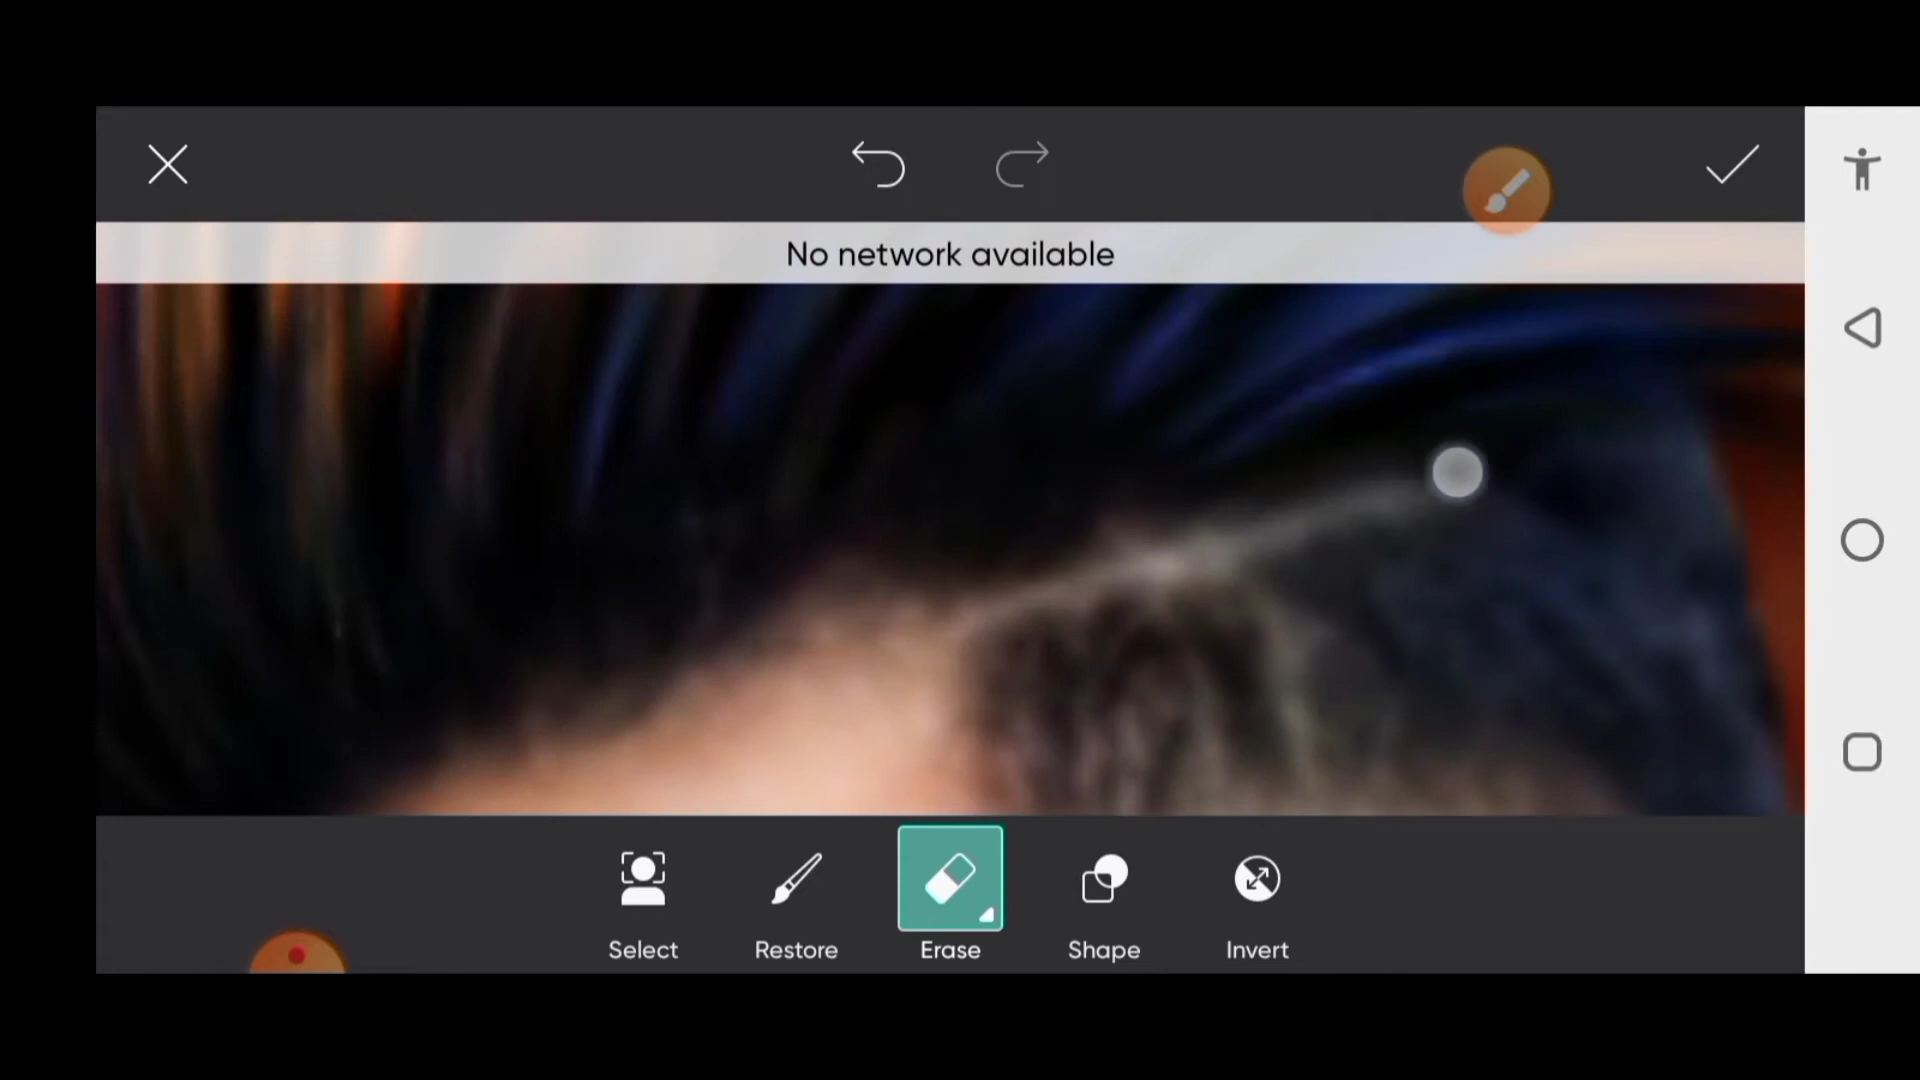 No network available
Select
Restore
Erase
Shape
Invert